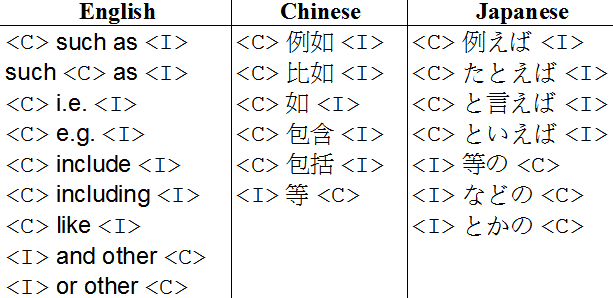 English Chinese Japanese
<C> such as <I> <C> 例如 <I> <C> 例えば <I>
such <C> as <I> <C> 比如 <I> <C> たとえば <I>
<C> i.e. <I> <C> 如 <I> <C> と言えば <I>
<C> e.g. <I> <C> 包含 <I> <C> といえば <I>
<C> include <I> <C> 包括 <I> <I> 等の <C>
<C> including <I> <I> 等 <C> <I> などの <C>
<C> like <I> <I> とかの <C>
<I> and other <C>
<I> or other <C>